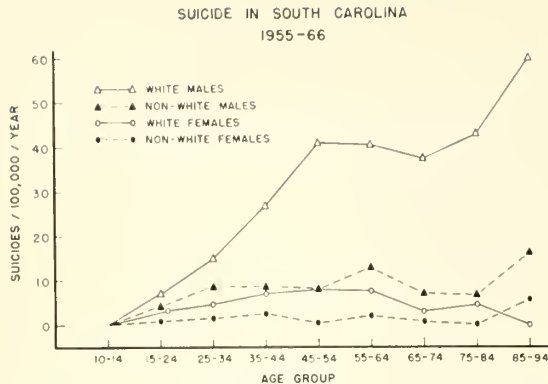 SUICIDE IN SOUTH CAROLINA
1955-66
SUICIDES / 100,000 / YEAR
60
50
40
30
20
10
0
WHITE MALES
NON-WHITE MALES
WHITE FEMALES
NON-WHITE FEMALES
10-14 15-24 25-34 35-44 45-54 55-64 65-74 75-84 85-94
AGE GROUP